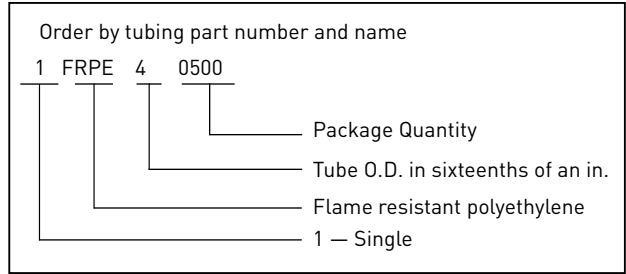 Order by tubing part number and name
1 FRPE 4 0500
Package Quantity
Tube O.D. in sixteenths of an in.
Flame resistant polyethylene
1 — Single